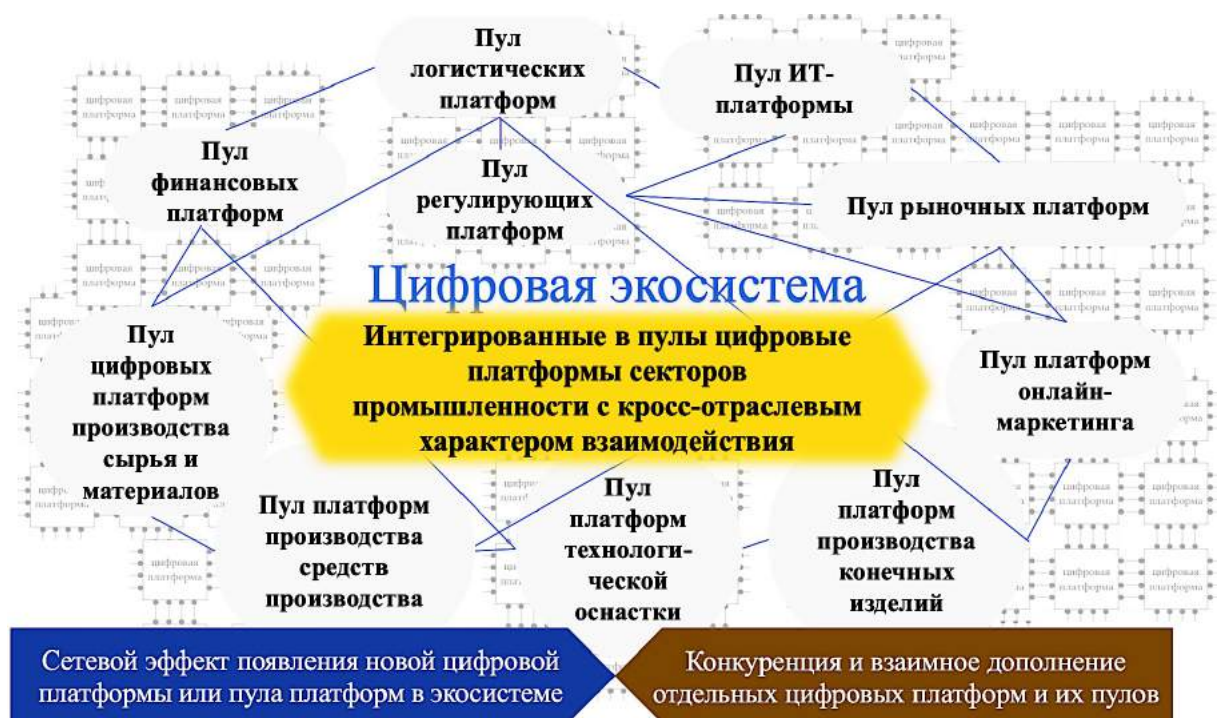 Пул
логистических
платформ
Пул ИТ-
платформы
Пул
финансовых
платформ
Пул
регулирующих
платформ
Пул рыночных платформ
Цифровая экосистема
Интегрированные в пулы цифровые
платформы секторов
промышленности с кросс-отраслевым
характером взаимодействия
Пул
цифровых
платформ
производства
сырья и
материалов
Пул платформ
онлайн-
маркетинга
Пул платформ
производства
средств
производства
Пул
платформ
технологи-
ческой
оснастки
Пул
платформ
производства
конечных
изделий
цифровая
платформа
Сетевой эффект появления новой цифровой
платформы или пула платформ в экосистеме
Конкуренция и взаимное дополнение
отдельных цифровых платформ и их пулов